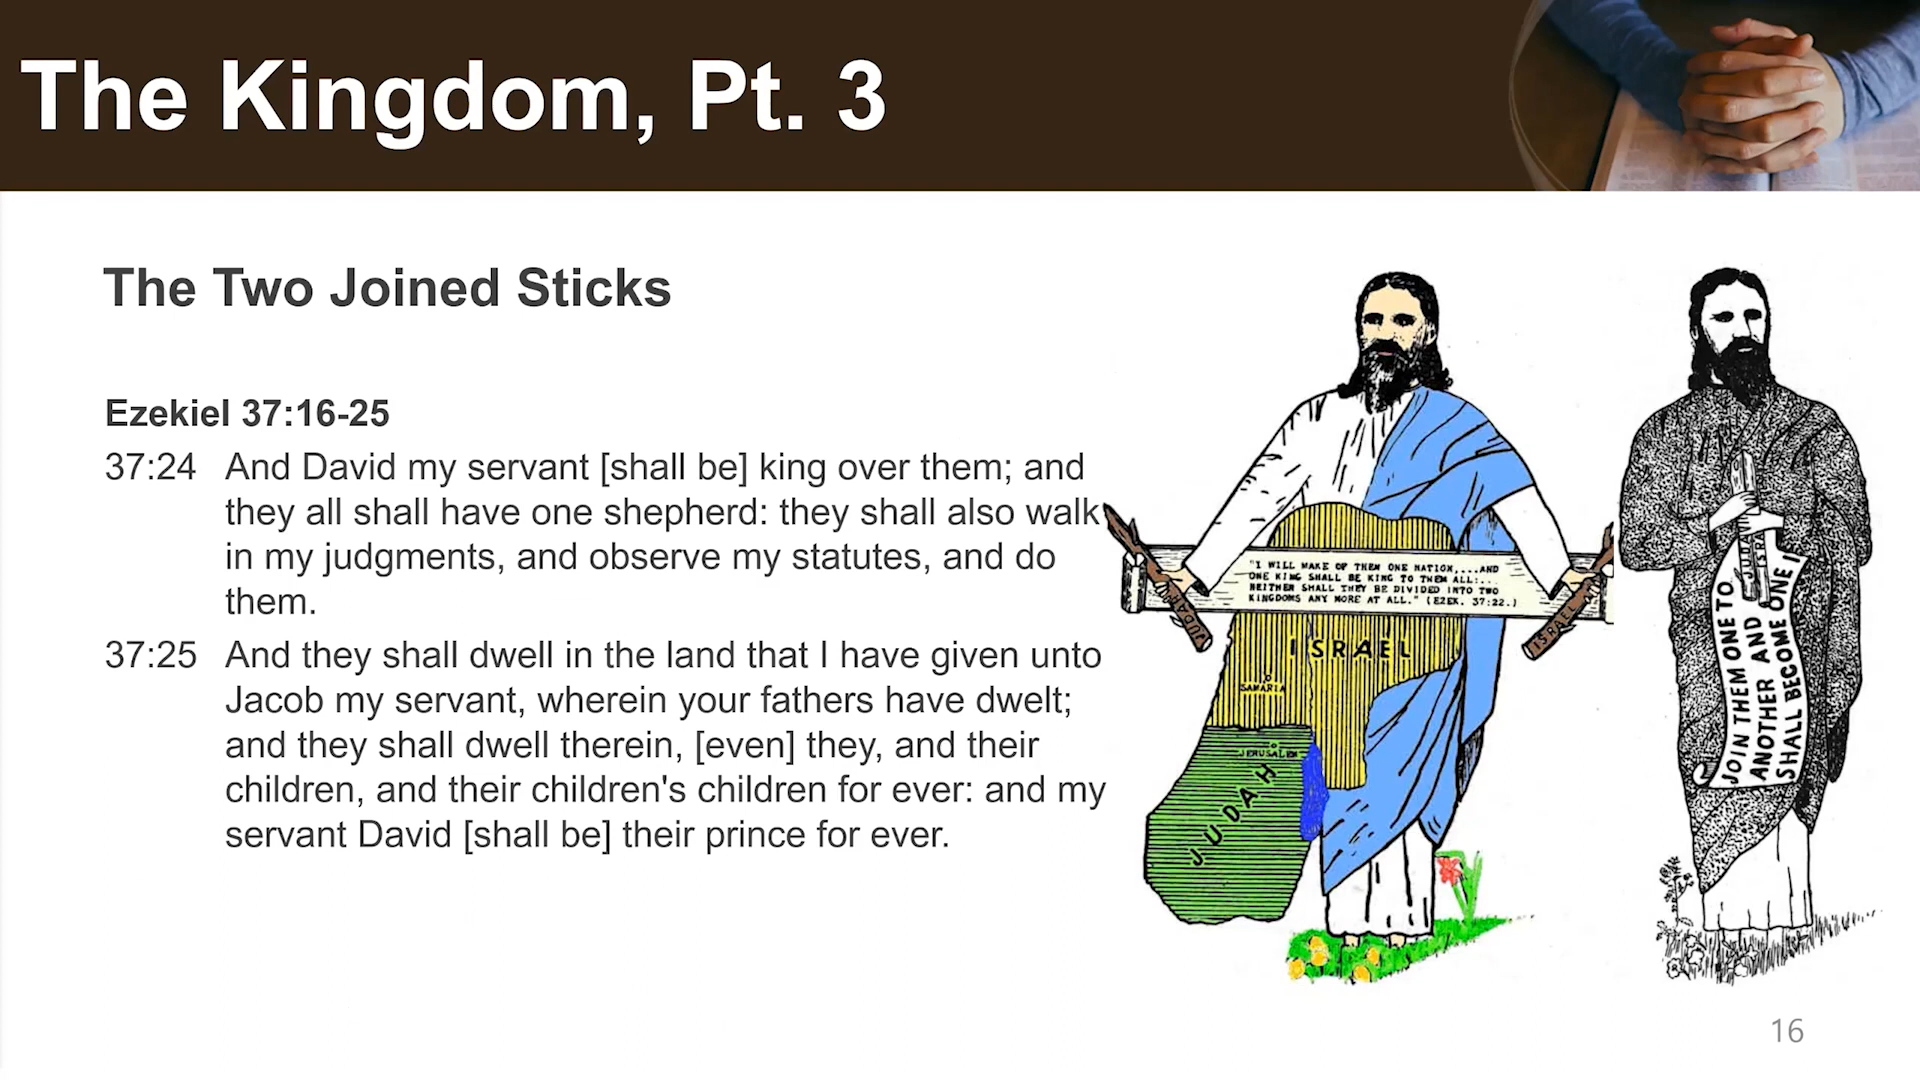 The Kingdom, Pt. 3
The Two Joined Sticks
Ezekiel 37:16-25
37:24 And David my servant [shall be] king over them; and
they all shall have one shepherd: they shall also walk
in my judgments, and observe my statutes, and do
them.
37:25 And they shall dwell in the land that I have given unto
Jacob my servant, wherein your fathers have dwelt;
and they shall dwell therein, [even] they, and their
children, and their children's children for ever: and my
servant David [shall be] their prince for ever.
"I WILL MAKE OF THEM ONE NATION,...AND
ONE KING SHALL BE KING TO THEM ALL:...
NEITHER SHALL THEY BE DIVIDED INTO TWO
KINGDOMS ANY MORE AT ALL." (EZEK. 37:22.)
JUDAH
ISRAEL
ISRAEL
SAMARIA
JERUSALEM
JUDAH
JUDAH
ISRA
JOIN THEM ONE TO
ANOTHER AND
SHALL BECOME ONE!
16